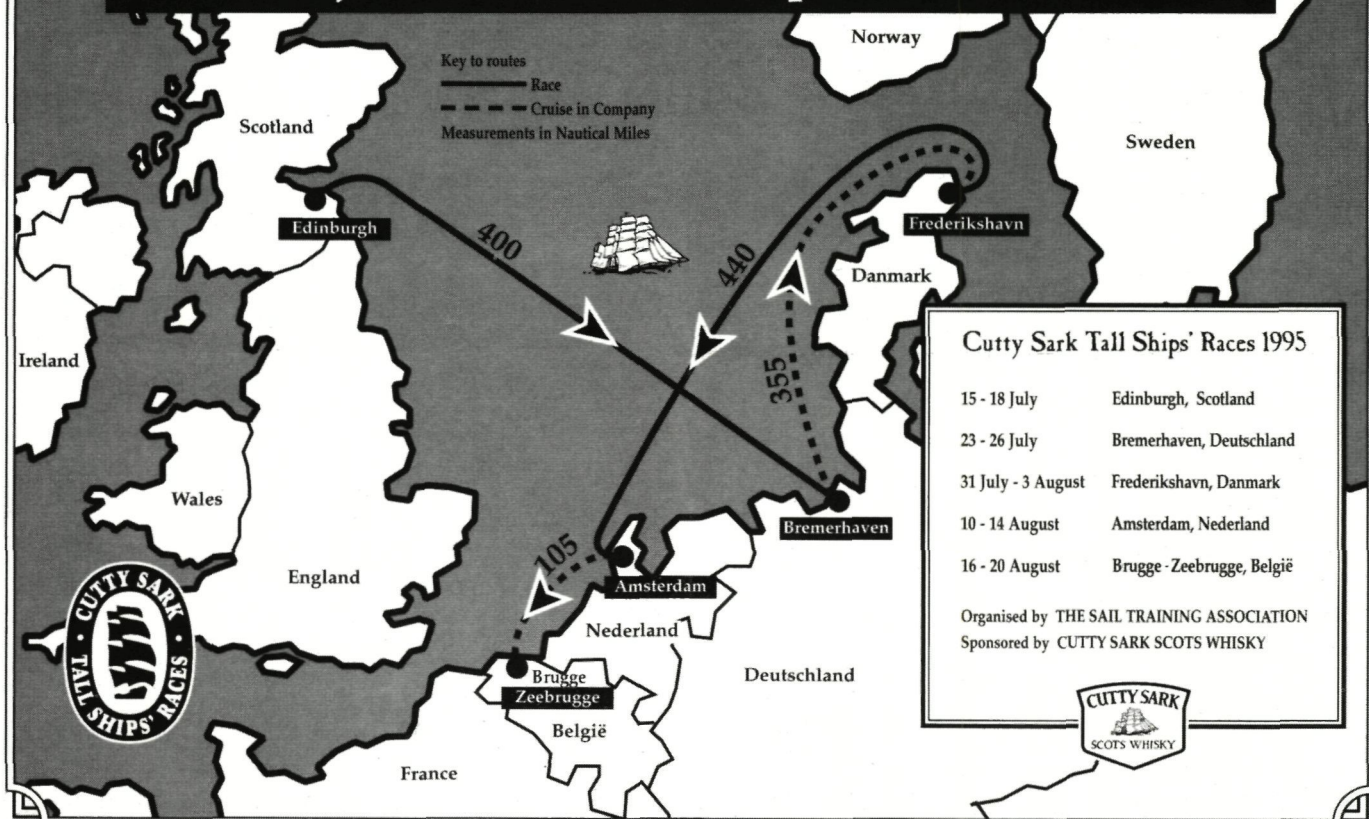 Key to routes
Race
Cruise in Company
Measurements in Nautical Miles
Norway
Scotland
Sweden
Edinburgh
400
440
Frederikshavn
Danmark
Ireland
355
Wales
Bremerhaven
England
105
Amsterdam
Nederland
Deutschland
Brugge
Zeebrugge
België
France
CUTTY SARK
TALL SHIPS' RACES
Cutty Sark Tall Ships' Races 1995
15 - 18 July Edinburgh, Scotland
23 - 26 July Bremerhaven, Deutschland
31 July - 3 August Frederikshavn, Danmark
10 - 14 August Amsterdam, Nederland
16 - 20 August Brugge - Zeebrugge, België
Organised by THE SAIL TRAINING ASSOCIATION
Sponsored by CUTTY SARK SCOTS WHISKY
CUTTY SARK
SCOTS WHISKY